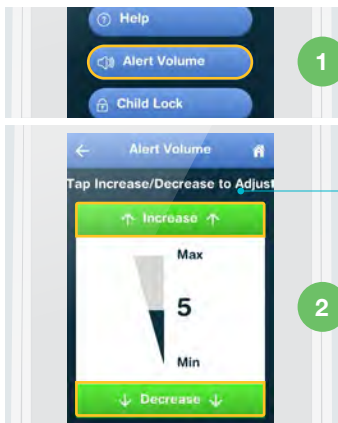 Help
Alert Volume
Child Lock
1
Alert Volume
Tap Increase/Decrease to Adjust
Increase
Max
5
Min
Decrease
2